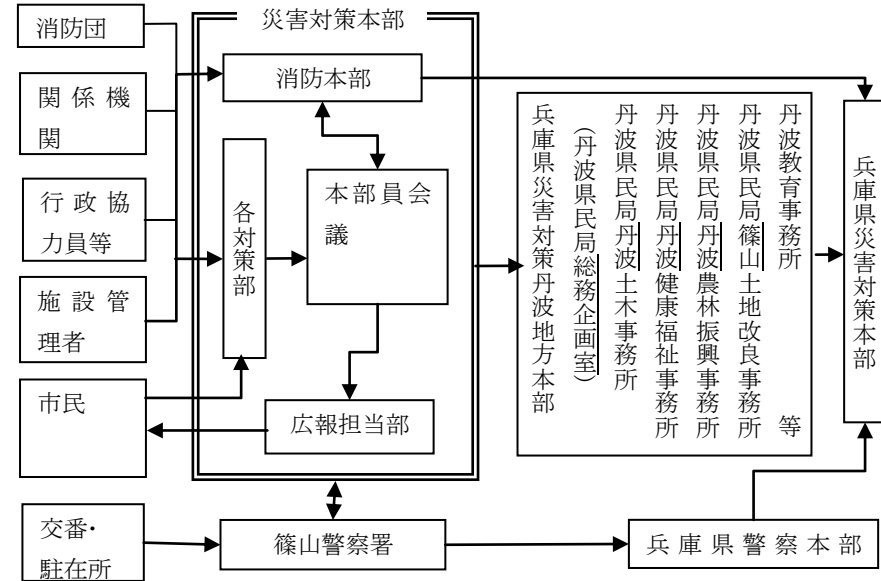 災害対策本部
消防団
関係機
関
行政協
力員等
施設管
理者
市民
交番・
駐在所
消防本部
各対策部
本部員会
議
広報担当部
篠山警察署
丹波教育事務所　等
丹波県民局篠山土地改良事務所
丹波県民局丹波農林振興事務所
丹波県民局丹波健康福祉事務所
丹波県民局丹波土木事務所
(丹波県民局総務企画室)
兵庫県災害対策丹波地方本部
兵庫県災害対策本部
兵庫県警察本部